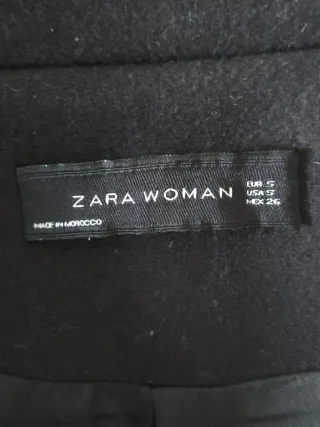 ZARA WOMAN
EUR S
USA S
MEX 26
MADE IN MOROCCO